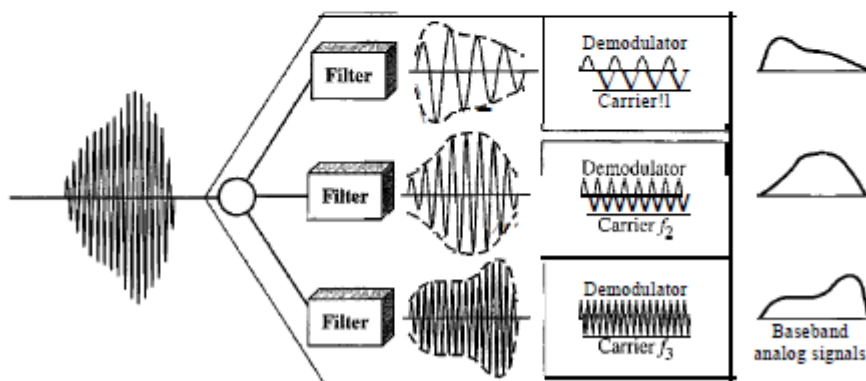 Filter
Demodulator
Carrier!1
Filter
Demodulator
Carrier f2
Filter
Demodulator
Carrier f3
Baseband
analog signals